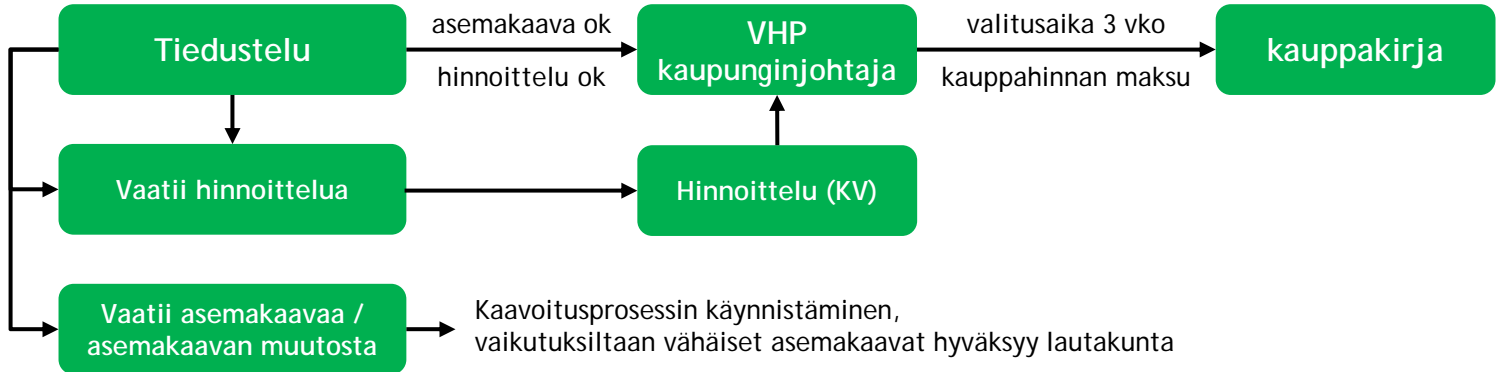 Tiedustelu
asemakaava ok
hinnoittelu ok
VHP
kaupunginjohtaja
valitusaika 3 vko
kauppahinnan maksu
kauppakirja
Vaatii hinnoittelua
Hinnoittelu (KV)
Vaatii asemakaavaa /
asemakaavan muutosta
Kaavoitusprosessin käynnistäminen,
vaikutuksiltaan vähäiset asemakaavat hyväksyy lautakunta